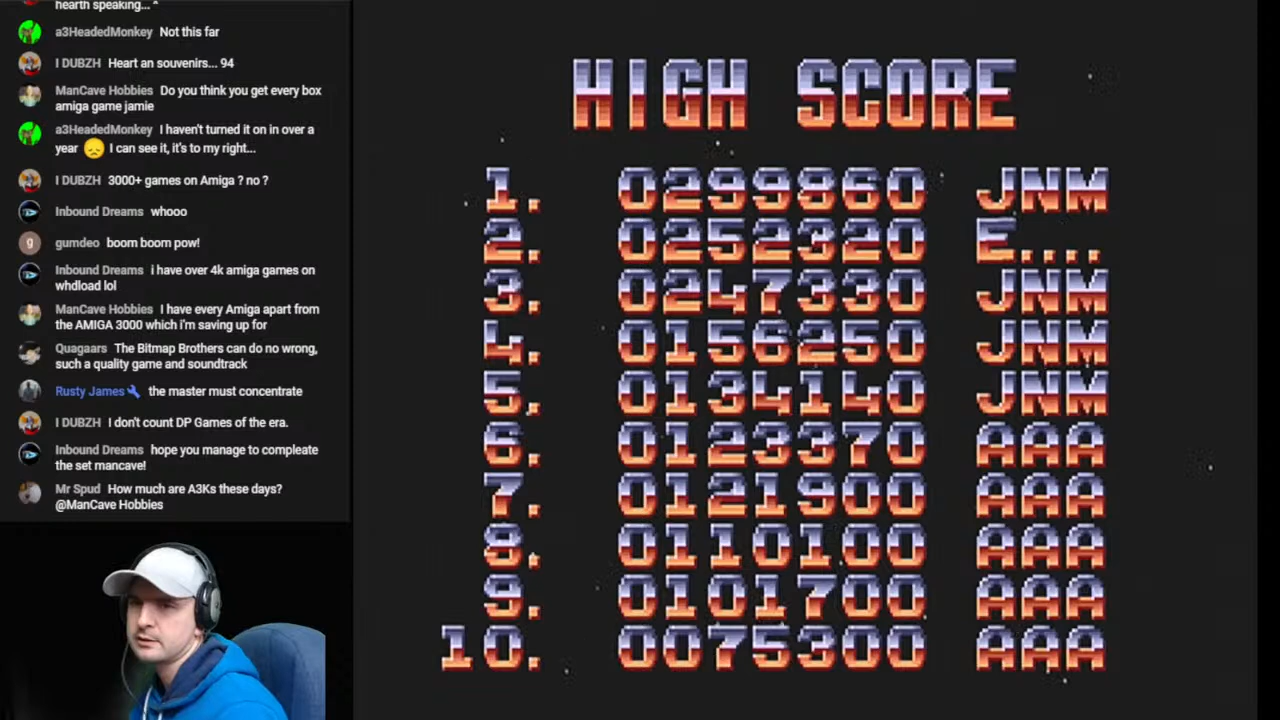 hearth speaking... ^
a3HeadedMonkey Not this far
I DUBZH Heart an souvenirs... 94
ManCave Hobbies Do you think you get every box
amiga game jamie
a3HeadedMonkey I haven't turned it on in over a
year 😞 I can see it, it's to my right...
I DUBZH 3000+ games on Amiga ? no ?
Inbound Dreams whooo
g gumdeo boom boom pow!
Inbound Dreams i have over 4k amiga games on
whdload lol
ManCave Hobbies I have every Amiga apart from
the AMIGA 3000 which i'm saving up for
Quagaars The Bitmap Brothers can do no wrong,
such a quality game and soundtrack
Rusty James the master must concentrate
I DUBZH I don't count DP Games of the era.
Inbound Dreams hope you manage to compleate
the set mancave!
Mr Spud How much are A3Ks these days?
@ManCave Hobbies
HIGH SCORE
1. 0299860 JNM
2. 0252320 E....
3. 0247330 JNM
4. 0156250 JNM
5. 0134140 JNM
6. 0123370 AAA
7. 0121900 AAA
8. 0110100 AAA
9. 0101700 AAA
10. 0075300 AAA